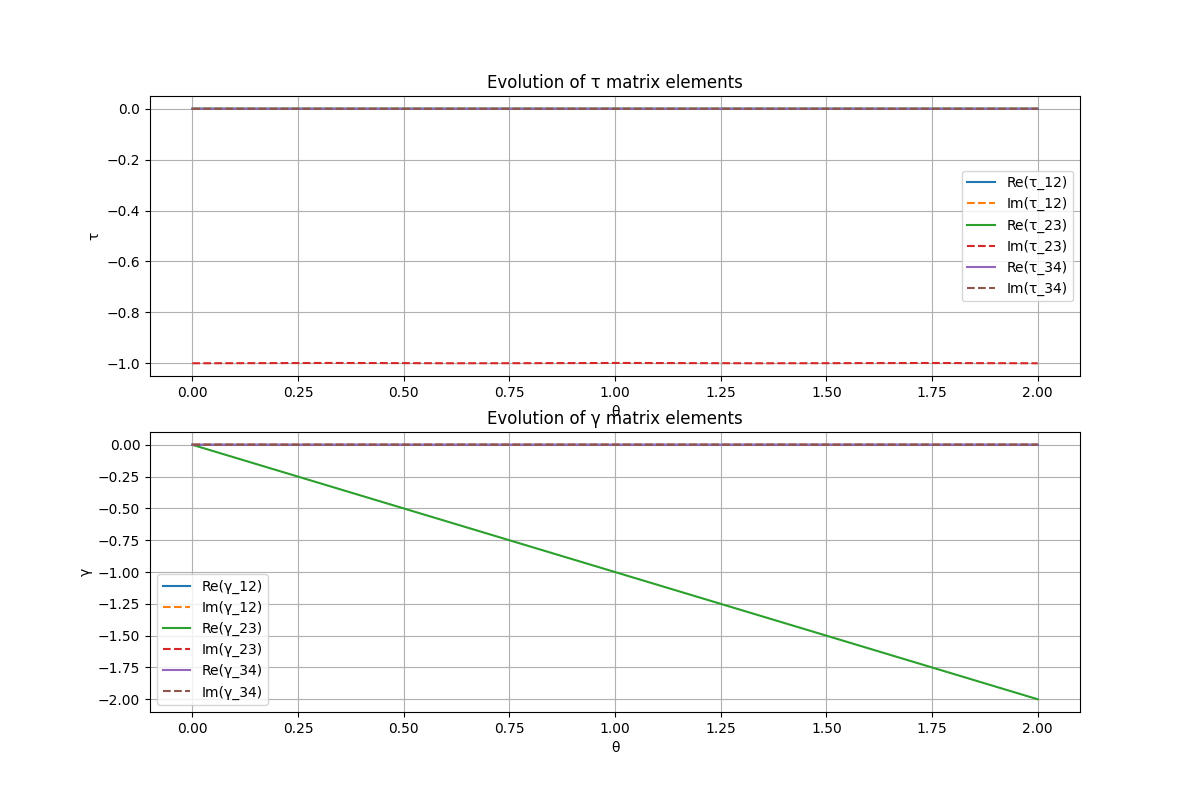 Evolution of τ matrix elements
0.0
−0.2
−0.4
−0.6
−0.8
−1.0
τ
Re(τ_12)
Im(τ_12)
Re(τ_23)
Im(τ_23)
Re(τ_34)
Im(τ_34)
0.00 0.25 0.50 0.75 1.00 1.25 1.50 1.75 2.00
θ
Evolution of γ matrix elements
0.00
−0.25
−0.50
−0.75
−1.00
−1.25
−1.50
−1.75
−2.00
γ
Re(γ_12)
Im(γ_12)
Re(γ_23)
Im(γ_23)
Re(γ_34)
Im(γ_34)
0.00 0.25 0.50 0.75 1.00 1.25 1.50 1.75 2.00
θ